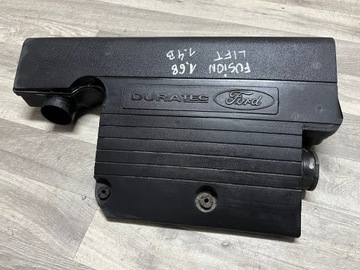 FUSION 1.6B
LIFT 1.4B
DURATEC Ford